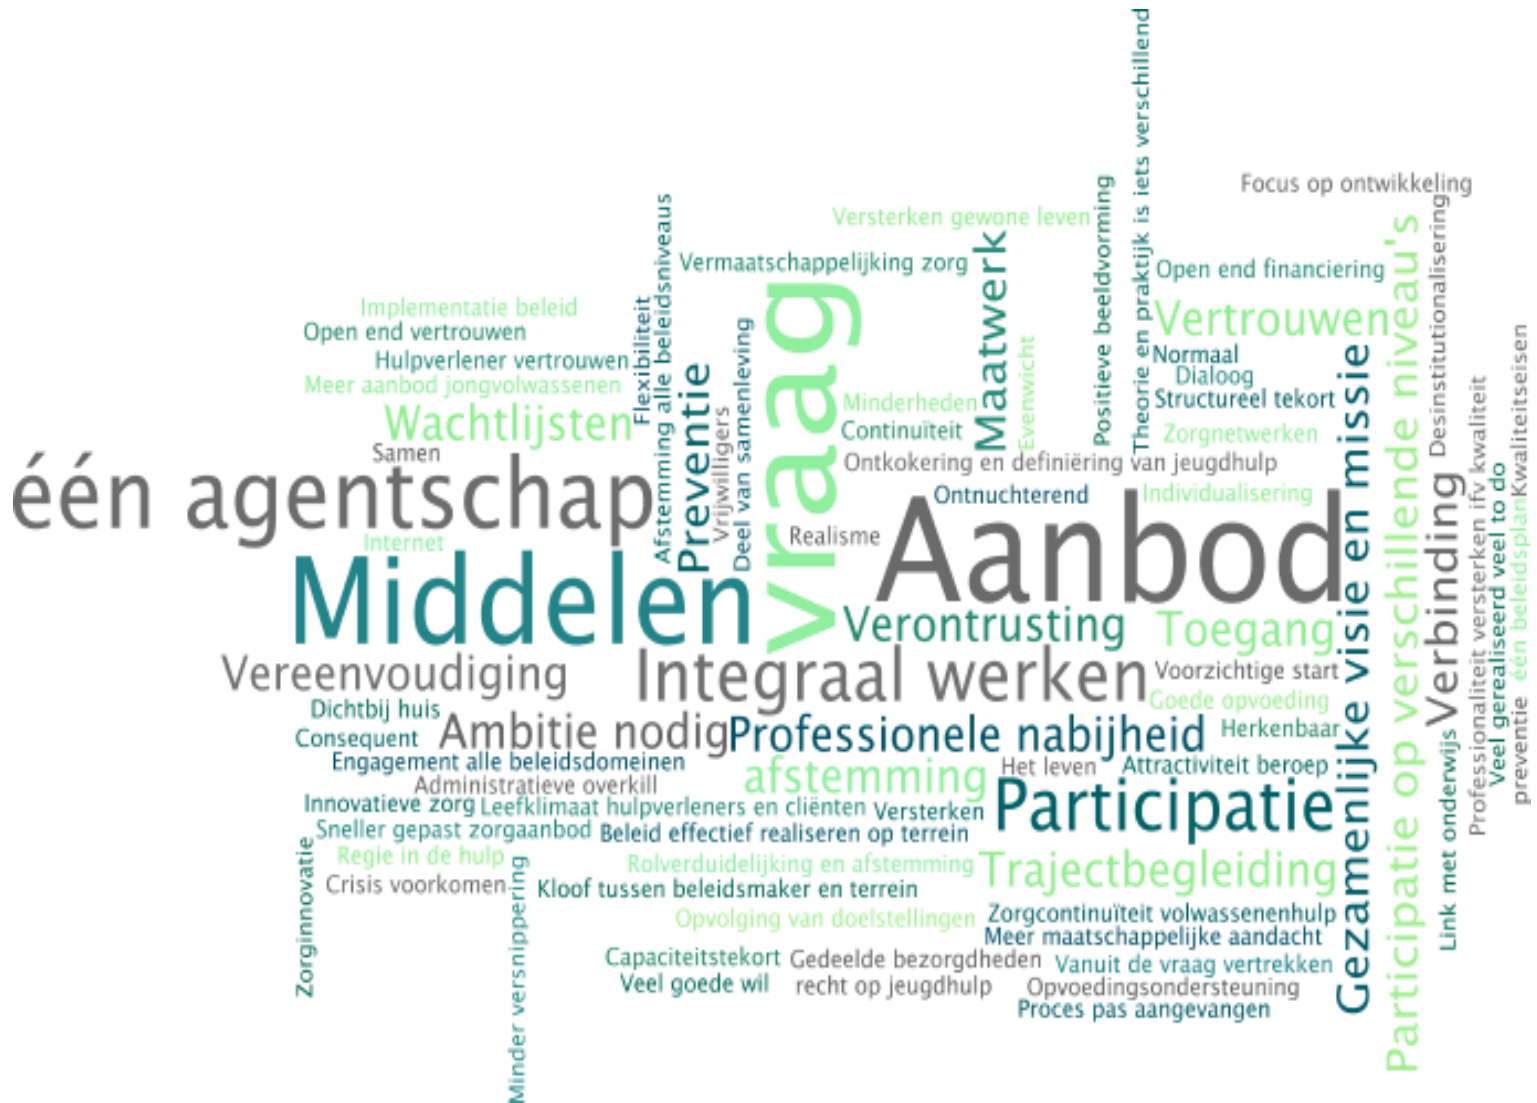 Theorie en praktijk is iets verschillend
Focus op ontwikkeling
Positieve beeldvorming
Versterken gewone leven
Afstemming alle beleidsniveaus
Desinstitutionalisering
Participatie op verschillende niveau's
Maatwerk
Vermaatschappelijking zorg
Open end financiering
vraag
Implementatie beleid
Flexibiliteit
Vertrouwen
Open end vertrouwen
Deel van samenleving
Kwaliteitseisen
Evenwicht
Gezamenlijke visie en missie
Normaal
Hulpverlener vertrouwen
Preventie
Dialoog
Meer aanbod jongvolwassenen
Professionaliteit versterken ifv kwaliteit
Structureel tekort
Minderheden
Vrijwilligers
Wachtlijsten
Continuïteit
Zorgnetwerken
Samen
Ontkokering en definiëring van jeugdhulp
Veel gerealiseerd veel to do
Verbinding
één agentschap
Ontnuchterend
Individualisering
Aanbod
Realisme
één beleidsplan
Internet
Middelen
Verontrusting
Toegang
Vereenvoudiging
Integraal werken
Voorzichtige start
Goede opvoeding
preventie
Dichtbij huis
Ambitie nodig
Professionele nabijheid
Herkenbaar
Link met onderwijs
Consequent
Engagement alle beleidsdomeinen
afstemming
Het leven
Attractiviteit beroep
Administratieve overkill
Participatie
Innovatieve zorg
Leefklimaat hulpverleners en cliënten
Versterken
Sneller gepast zorgaanbod
Beleid effectief realiseren op terrein
Zorginnovatie
Regie in de hulp
Minder versnippering
Rolverduidelijking en afstemming
Trajectbegleiding
Crisis voorkomen
Kloof tussen beleidsmaker en terrein
Opvolging van doelstellingen
Zorgcontinuïteit volwassenenhulp
Meer maatschappelijke aandacht
Capaciteitstekort
Gedeelde bezorgdheden
Vanuit de vraag vertrekken
Veel goede wil
recht op jeugdhulp
Opvoedingsondersteuning
Proces pas aangevangen